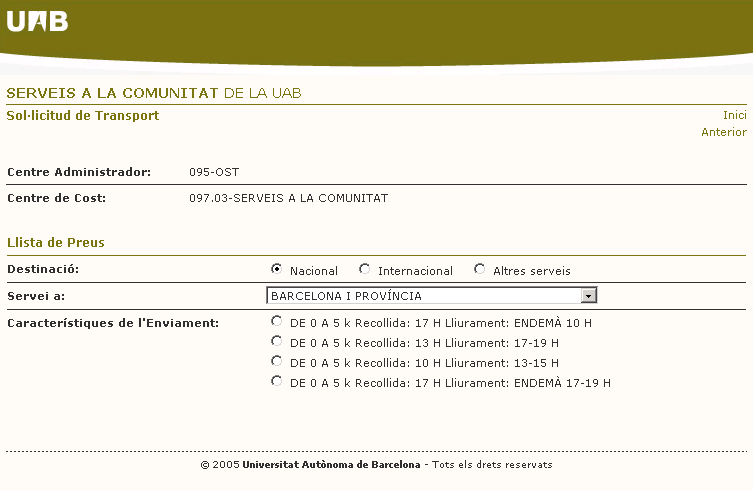 UAB
SERVEIS A LA COMUNITAT DE LA UAB
Sol·licitud de Transport
Inici
Anterior
Centre Administrador: 095-OST
Centre de Cost: 097.03-SERVEIS A LA COMUNITAT
Llista de Preus
Destinació: Nacional Internacional Altres serveis
Servei a: BARCELONA I PROVÍNCIA
Característiques de l'Enviament: DE 0 A 5 k Recollida: 17 H Lliurament: ENDEMÀ 10 H
DE 0 A 5 k Recollida: 13 H Lliurament: 17-19 H
DE 0 A 5 k Recollida: 10 H Lliurament: 13-15 H
DE 0 A 5 k Recollida: 17 H Lliurament: ENDEMÀ 17-19 H
© 2005 Universitat Autònoma de Barcelona - Tots els drets reservats